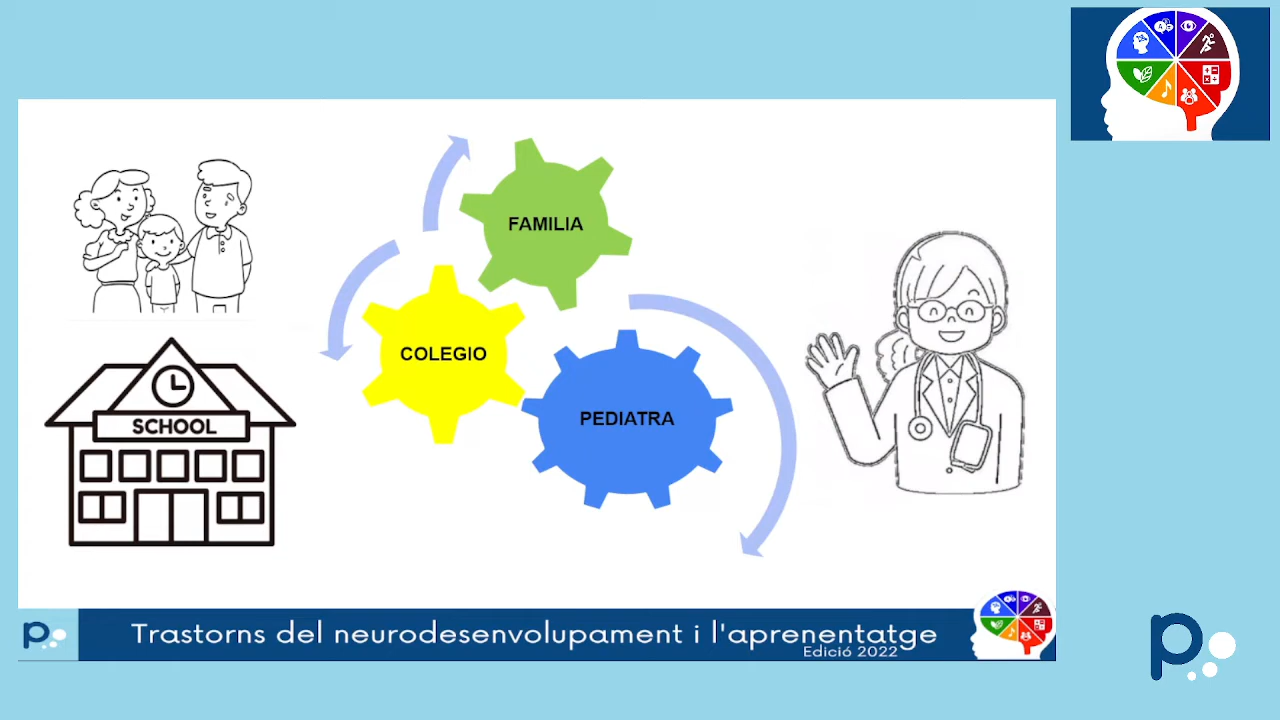 FAMILIA
COLEGIO
PEDIATRA
SCHOOL
p
Trastorns del neurodesenvolupament i l'aprenentatge
Edició 2022
p